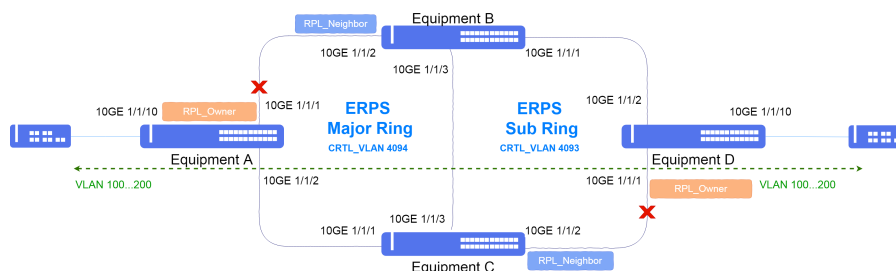 Equipment B
RPL_Neighbor
10GE 1/1/2
10GE 1/1/1
10GE 1/1/3
10GE 1/1/10
RPL_Owner
10GE 1/1/1
ERPS
Major Ring
CRTL_VLAN 4094
ERPS
Sub Ring
CRTL_VLAN 4093
10GE 1/1/2
10GE 1/1/10
Equipment A
Equipment D
VLAN 100...200
10GE 1/1/2
10GE 1/1/1
RPL_Owner
VLAN 100...200
10GE 1/1/3
10GE 1/1/1
10GE 1/1/2
RPL_Neighbor
Equipment C